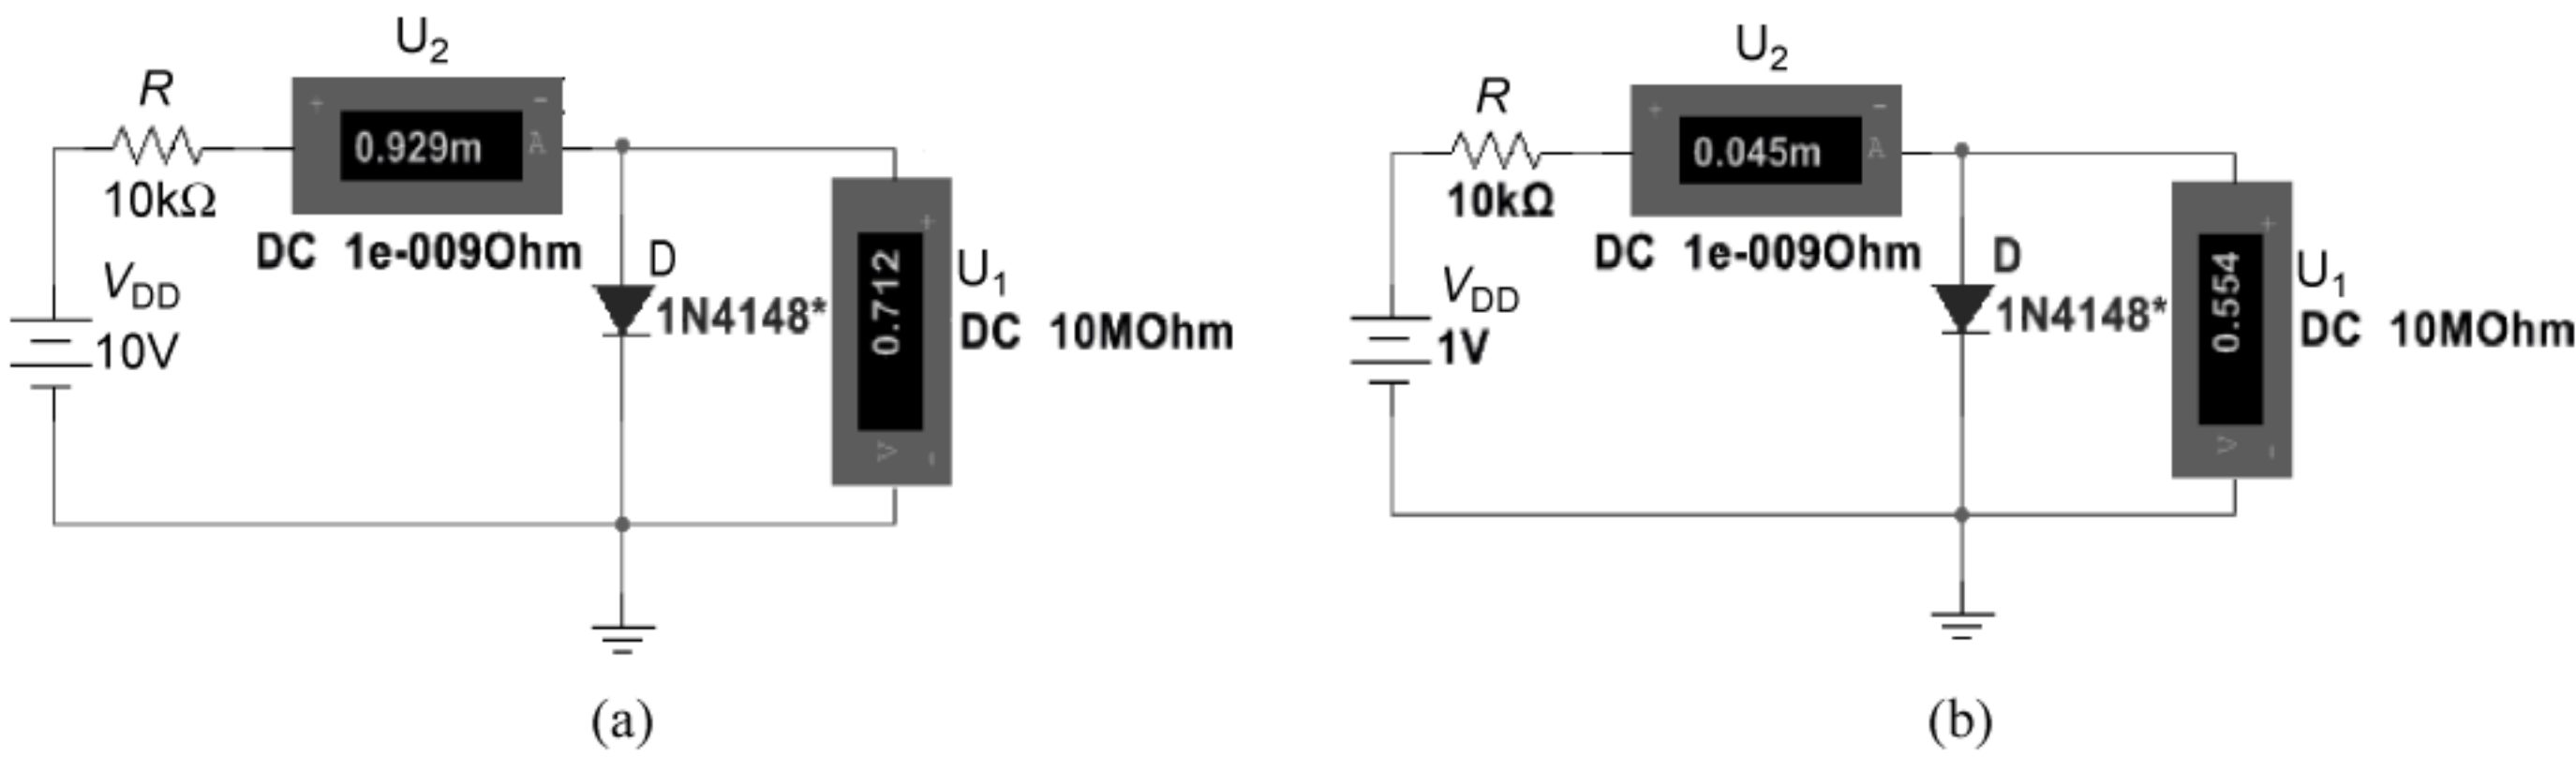 U2
R
+ -
0.929m A
10kΩ
DC 1e-009Ohm
VDD
10V
D
1N4148*
+
0.712
V -
U1
DC 10MOhm
(a)
U2
R
+ -
0.045m A
10kΩ
DC 1e-009Ohm
VDD
1V
D
1N4148*
+
0.554
V -
U1
DC 10MOhm
(b)